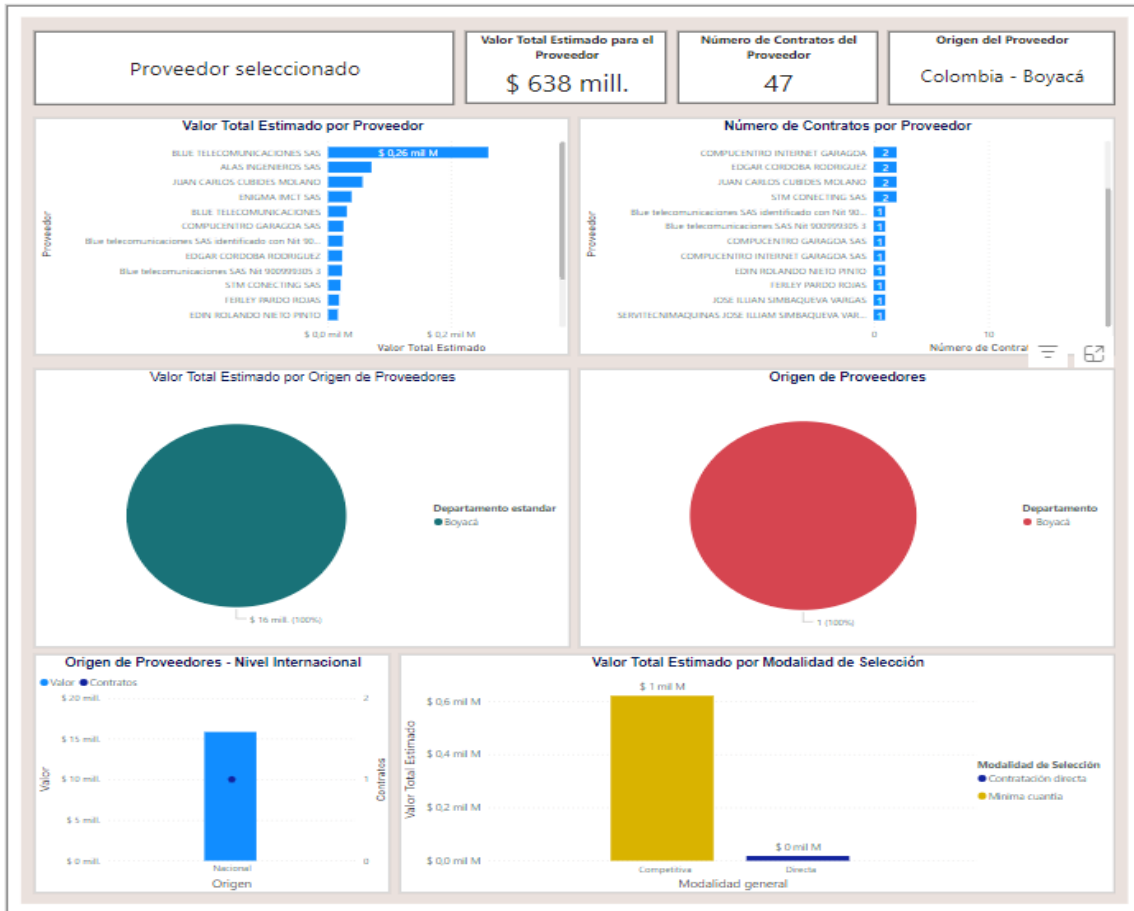 Proveedor seleccionado
Valor Total Estimado para el
Proveedor
$ 638 mill.
Número de Contratos del
Proveedor
47
Origen del Proveedor
Colombia - Boyacá
Valor Total Estimado por Proveedor
Proveedor
BLUE TELECOMUNICACIONES SAS
$ 0,26 mil M
ALAS INGENIEROS SAS
JUAN CARLOS CUBIDES MOLANO
ENIGMA IMCT SAS
BLUE TELECOMUNICACIONES
COMPUCENTRO GARAGOA SAS
Blue telecomunicaciones SAS identificado con Nit 90...
EDGAR CORDOBA RODRIGUEZ
Blue telecomunicaciones SAS Nit 900999305 3
STM CONECTING SAS
FERLEY PARDO ROJAS
EDIN ROLANDO NIETO PINTO
$ 0,0 mil M
$ 0,2 mil M
Valor Total Estimado
Número de Contratos por Proveedor
Proveedor
COMPUCENTRO INTERNET GARAGOA
2
EDGAR CORDOBA RODRIGUEZ
2
JUAN CARLOS CUBIDES MOLANO
2
STM CONECTING SAS
2
Blue telecomunicaciones SAS identificado con Nit 90...
1
Blue telecomunicaciones SAS Nit 900999305 3
1
COMPUCENTRO GARAGOA SAS
1
COMPUCENTRO INTERNET GARAGOA SAS
1
EDIN ROLANDO NIETO PINTO
1
FERLEY PARDO ROJAS
1
JOSE ILLIAN SIMBAQUEVA VARGAS
1
SERVITECNIMAQUINAS JOSE ILLIAM SIMBAQUEVA VAR...
1
0
10
Número de Contra
Valor Total Estimado por Origen de Proveedores
Departamento estandar
Boyacá
$ 16 mill. (100%)
Origen de Proveedores
Departamento
Boyacá
1 (100%)
Origen de Proveedores - Nivel Internacional
Valor
Contratos
$ 20 mill.
$ 15 mill.
$ 10 mill.
$ 5 mill.
$ 0 mill.
Valor
2
1
0
Contratos
Nacional
Origen
Valor Total Estimado por Modalidad de Selección
Valor Total Estimado
$ 0,6 mil M
$ 0,4 mil M
$ 0,2 mil M
$ 0,0 mil M
$ 1 mil M
$ 0 mil M
Competitiva
Directa
Modalidad general
Modalidad de Selección
Contratación directa
Mínima cuantía